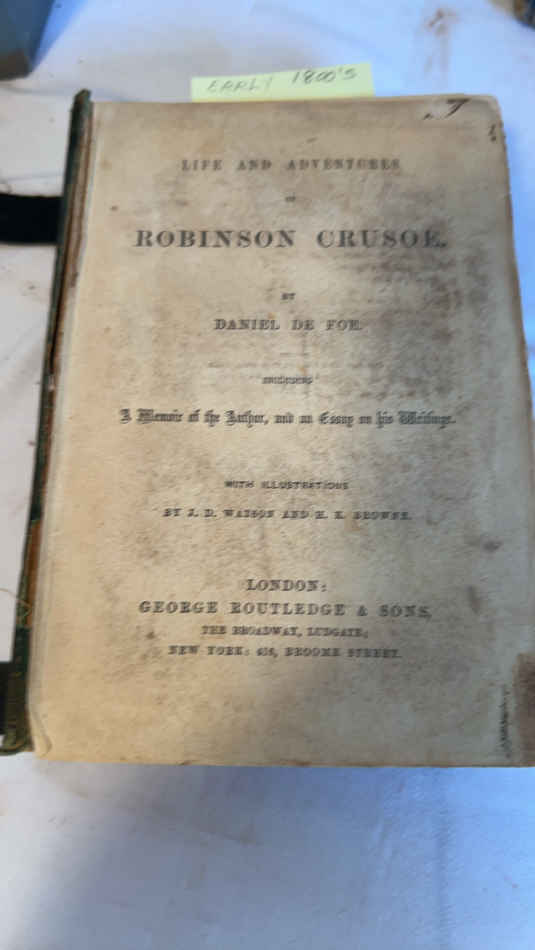 EARLY 1800'S
LIFE AND ADVENTURES
OF
ROBINSON CRUSOE.
BY
DANIEL DE FOE.
INCLUDING
A Memoir of the Author, and an Essay on his Writings.
WITH ILLUSTRATIONS
BY J. D. WATSON AND H. K. BROWNE.
LONDON:
GEORGE ROUTLEDGE & SONS,
THE BROADWAY, LUDGATE;
NEW YORK: 416, BROOME STREET.